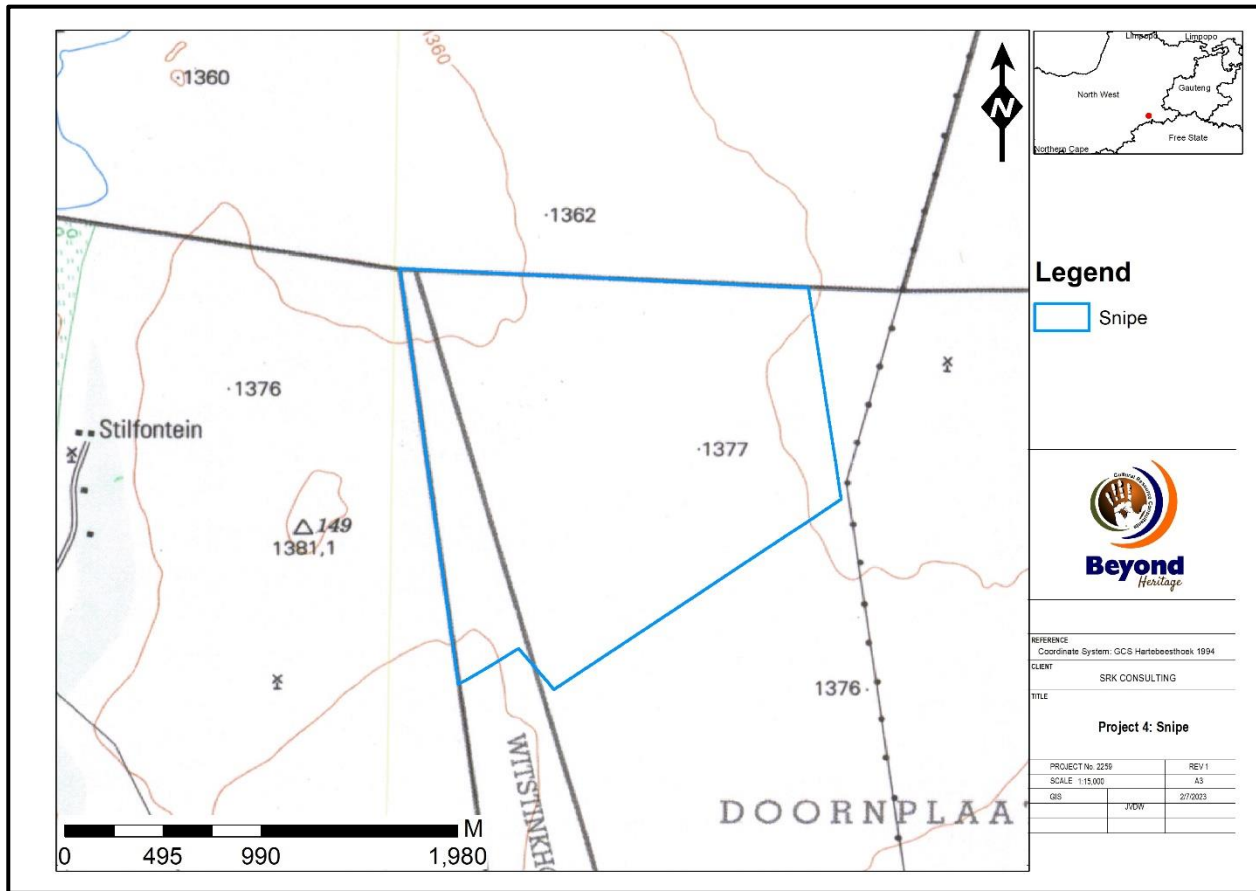 1360
1360
1362
1376
Stilfontein
1377
149
1381,1
1376
WITSTINKHO
DOORNPLAA
M
0 495 990 1,980
N
Limpopo
Limpopo
North West
Gauteng
Free State
Northern Cape
Legend
Snipe
Beyond
Heritage
REFERENCE
Coordinate System: GCS Hartebeesthoek 1994
CLIENT
SRK CONSULTING
TITLE
Project 4: Snipe
PROJECT No. 2259 REV 1
SCALE 1:15,000 A3
GIS JVDW 2/7/2023